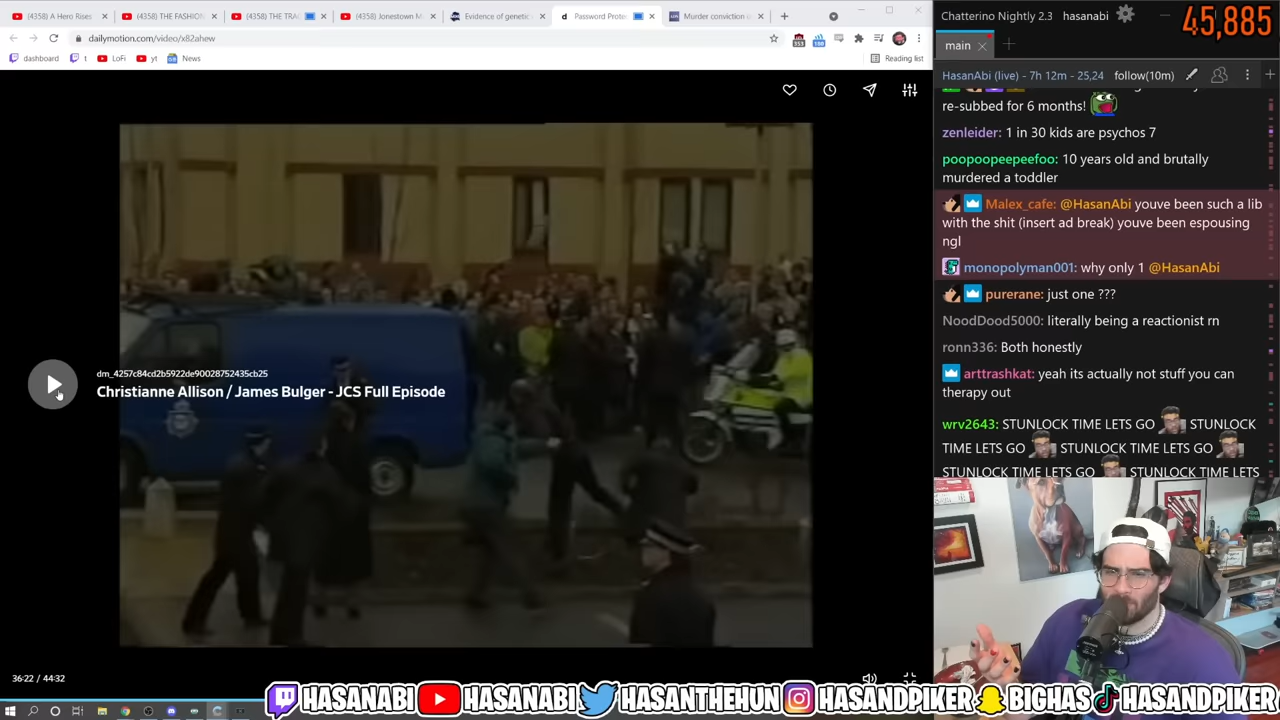 (4358) A Hero Rises
(4358) THE FASHION
(4358) THE TRA
(4358) Jonestown M
Evidence of genetic
Password Prote
Murder conviction
dailymotion.com/video/x82ahew
dashboard
t
LoFi
yt
News
Reading list
dm_4257c84cd2b5922de90028752435cb25
Christianne Allison / James Bulger - JCS Full Episode
36:22 / 44:32
Chatterino Nightly 2.3
hasanabi
45,885
main
HasanAbi (live) - 7h 12m - 25,24
follow(10m)
re-subbed for 6 months!
zenleider: 1 in 30 kids are psychos 7
poopoopeepeefoo: 10 years old and brutally
murdered a toddler
Malex_cafe: @HasanAbi youve been such a lib
with the shit (insert ad break) youve been espousing
ngl
monopolyman001: why only 1 @HasanAbi
purerane: just one ???
NoodDood5000: literally being a reactionist rn
ronn336: Both honestly
arttrashkat: yeah its actually not stuff you can
therapy out
wrv2643: STUNLOCK TIME LETS GO STUNLOCK
TIME LETS GO STUNLOCK TIME LETS GO
STUNLOCK TIME LETS GO STUNLOCK TIME LETS
HASANABI
HASANABI
HASANTHEHUN
HASANDPIKER
BIGHAS
HASANDPIKER